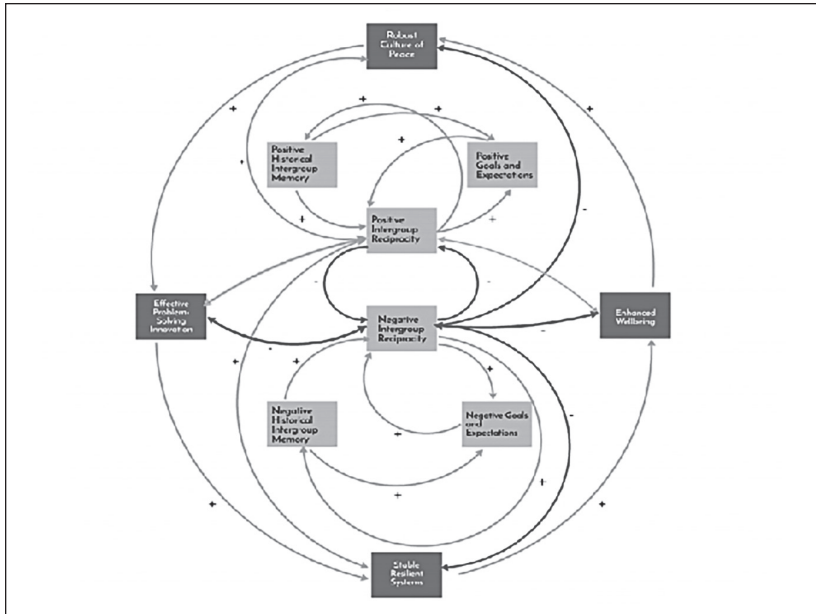 Robust
Culture of
Peace
Positive
Historical
Intergroup
Memory
Positive
Goals and
Expectations
Positive
Intergroup
Reciprocity
Effective
Problem-
Solving
Innovation
Negative
Intergroup
Reciprocity
Enhanced
Wellbeing
Negative
Historical
Intergroup
Memory
Negative Goals
and
Expectations
Stable
Resilient
Systems